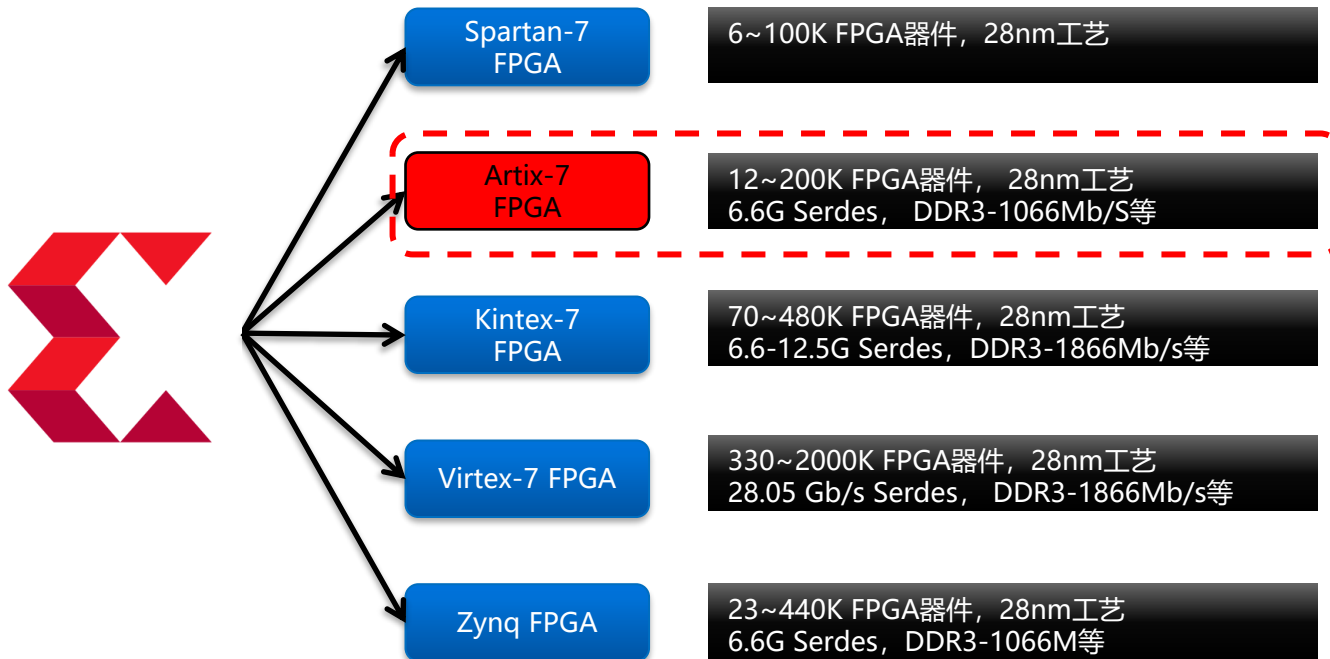 Spartan-7
FPGA
6~100K FPGA器件，28nm工艺
Artix-7
FPGA
12~200K FPGA器件， 28nm工艺
6.6G Serdes， DDR3-1066Mb/S等
Kintex-7
FPGA
70~480K FPGA器件，28nm工艺
6.6-12.5G Serdes，DDR3-1866Mb/s等
Virtex-7 FPGA
330~2000K FPGA器件，28nm工艺
28.05 Gb/s Serdes， DDR3-1866Mb/s等
Zynq FPGA
23~440K FPGA器件，28nm工艺
6.6G Serdes，DDR3-1066M等